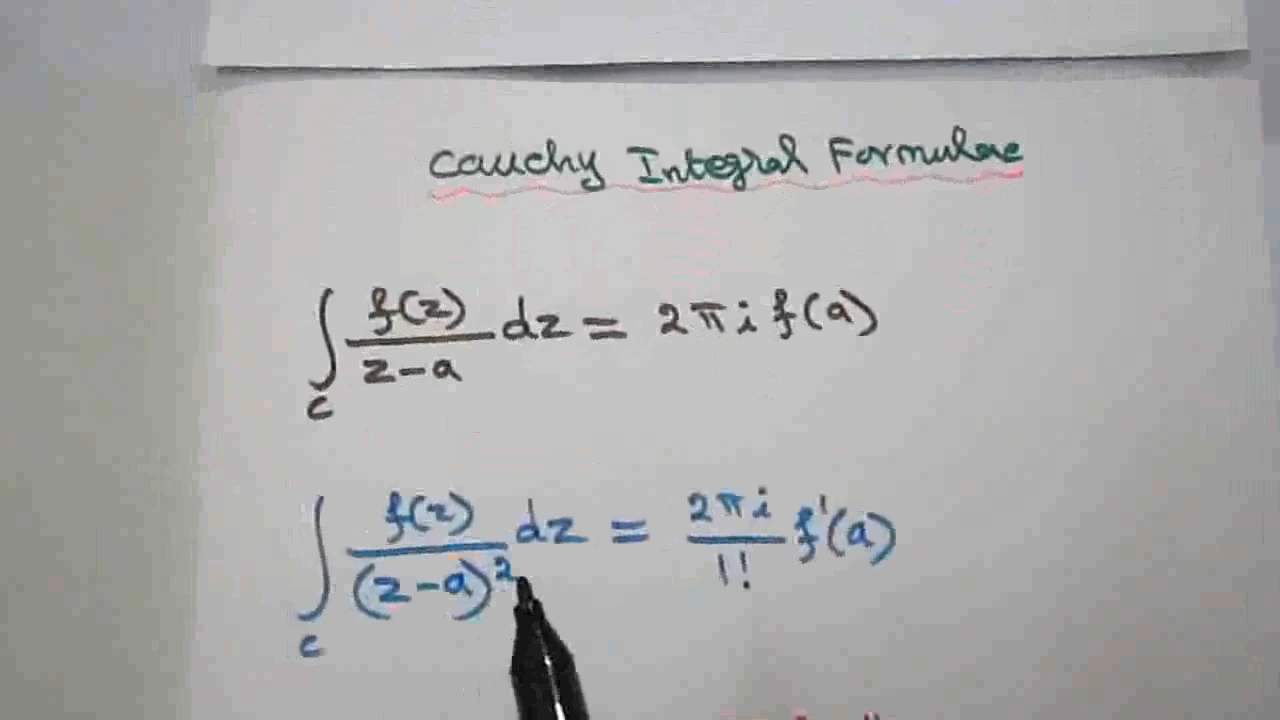 Cauchy Integral Formulae
∫_c f(z)/(z-a) dz = 2πi f(a)
∫_c f(z)/(z-a)^2 dz = 2πi/1! f'(a)